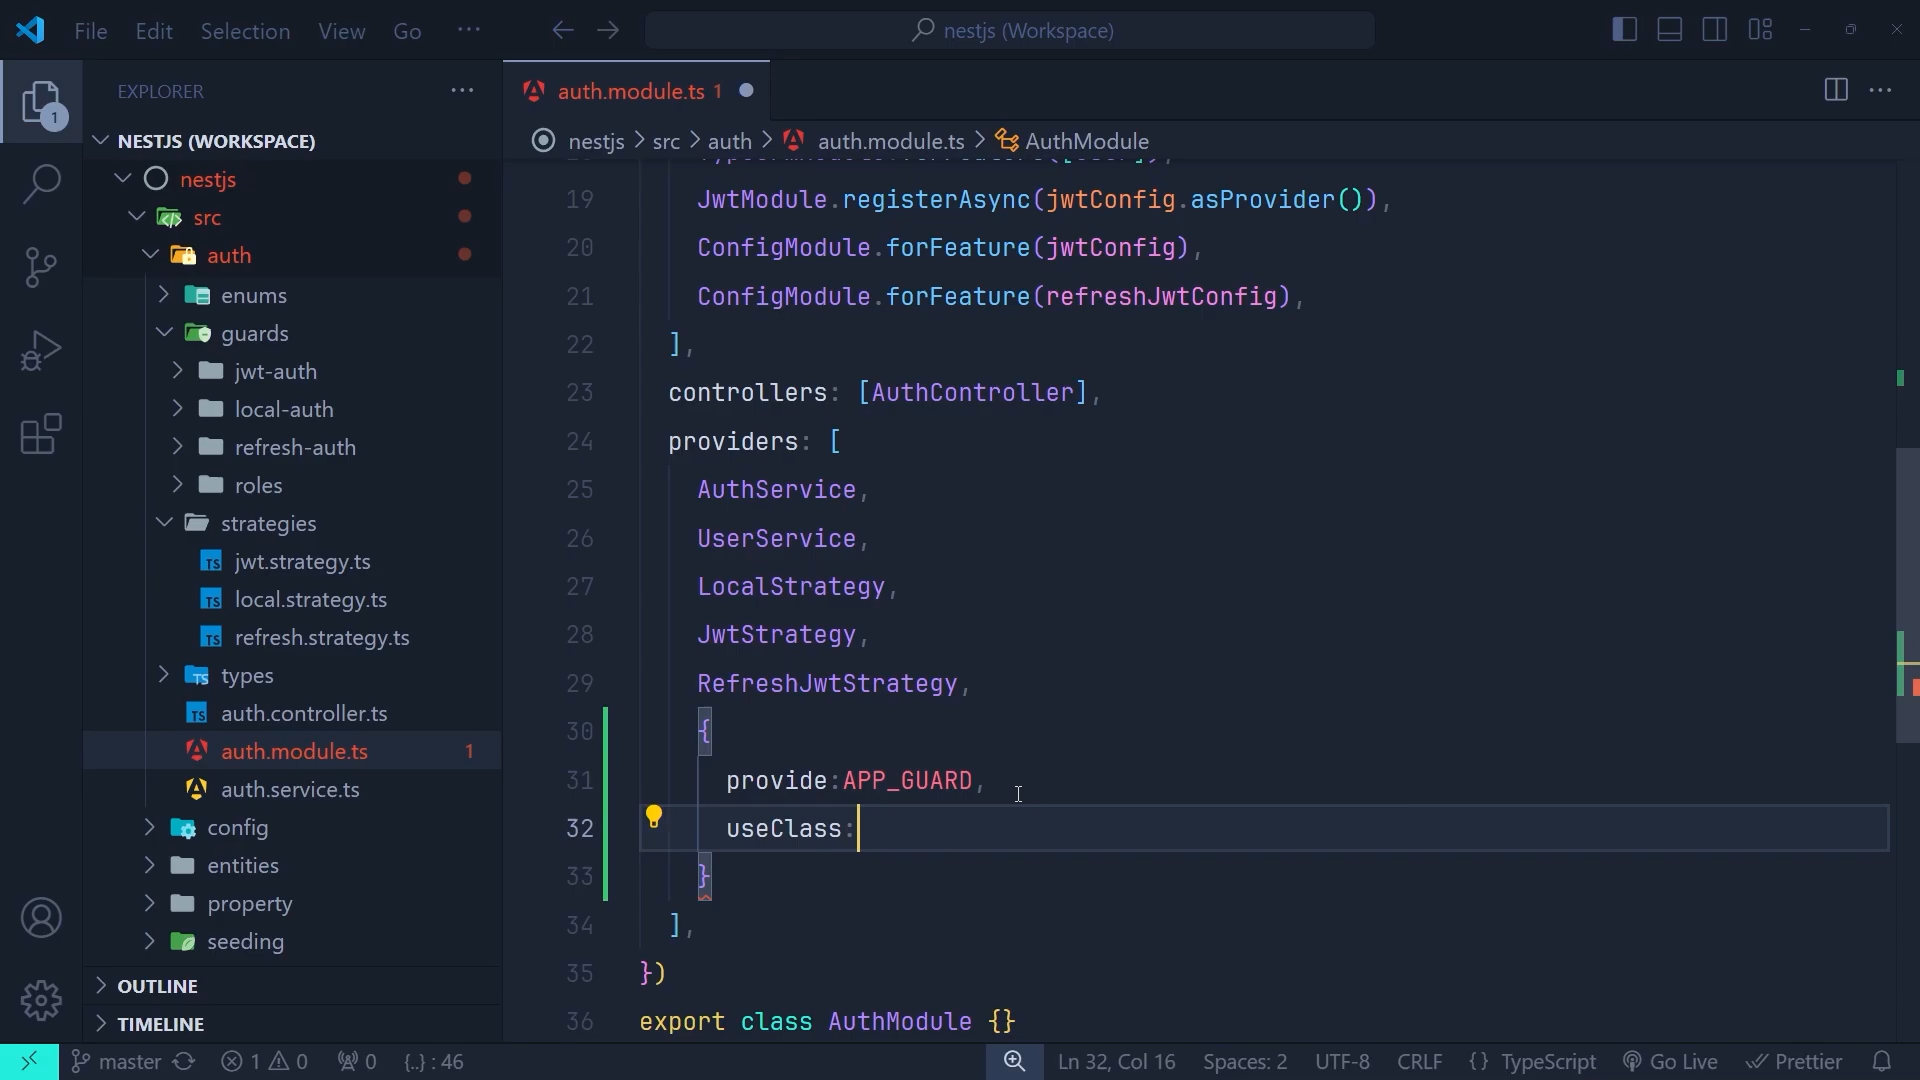 File Edit Selection View Go ···
nestjs (Workspace)
EXPLORER
NESTJS (WORKSPACE)
nestjs
src
auth
enums
guards
jwt-auth
local-auth
refresh-auth
roles
strategies
TS jwt.strategy.ts
TS local.strategy.ts
TS refresh.strategy.ts
types
TS auth.controller.ts
auth.module.ts 1
auth.service.ts
config
entities
property
seeding
OUTLINE
TIMELINE
1
auth.module.ts 1
nestjs > src > auth > auth.module.ts > AuthModule
19 JwtModule.registerAsync(jwtConfig.asProvider()),
20 ConfigModule.forFeature(jwtConfig),
21 ConfigModule.forFeature(refreshJwtConfig),
22 ],
23 controllers: [AuthController],
24 providers: [
25 AuthService,
26 UserService,
27 LocalStrategy,
28 JwtStrategy,
29 RefreshJwtStrategy,
30 {
31 provide:APP_GUARD,
32 useClass:
33 }
34 ],
35 })
36 export class AuthModule {}
master 1 0 0 {..} : 46 Ln 32, Col 16 Spaces: 2 UTF-8 CRLF {} TypeScript Go Live Prettier